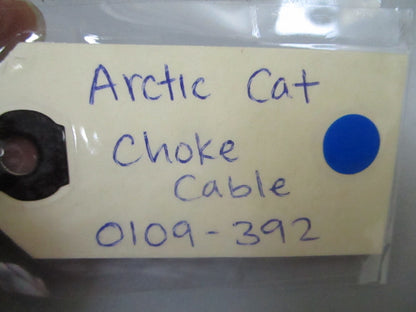 Arctic Cat
Choke
Cable
0109-392